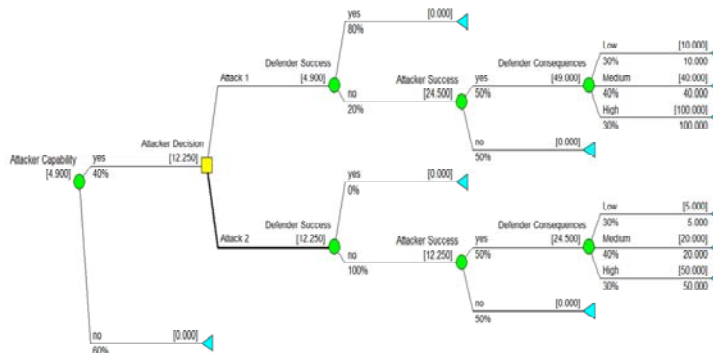 yes [0.000]
80%
Low [10.000]
30% 10.000
Defender Success
[4.900]
Defender Consequences
[49.000]
Medium [40.000]
40% 40.000
Attack 1
Attacker Success
[24.500]
yes
50%
High [100.000]
30% 100.000
no
20%
Attacker Decision
[12.250]
no [0.000]
50%
Attacker Capability
[4.900]
yes
40%
yes [0.000]
0%
Low [5.000]
30% 5.000
Attack 2
Defender Success
[12.250]
Defender Consequences
[24.500]
Medium [20.000]
40% 20.000
Attacker Success
[12.250]
yes
50%
High [50.000]
30% 50.000
no
100%
no [0.000]
50%
no [0.000]
60%